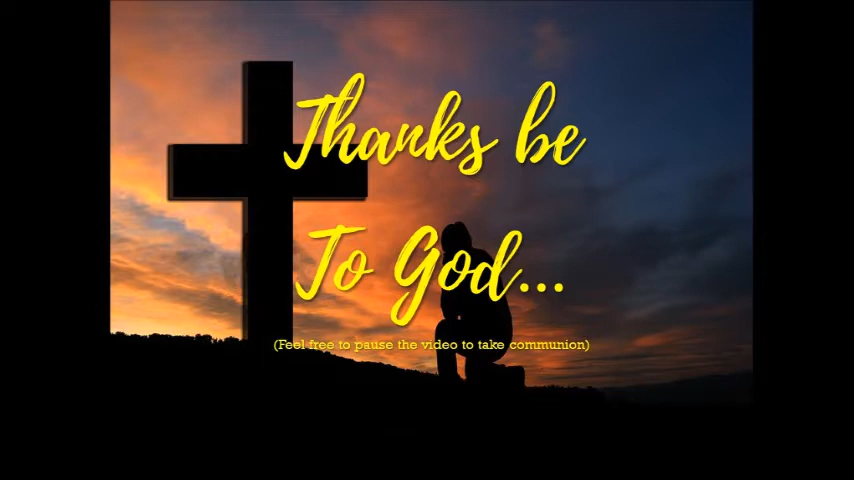 Thanks be
To God...
(Feel free to pause the video to take communion)